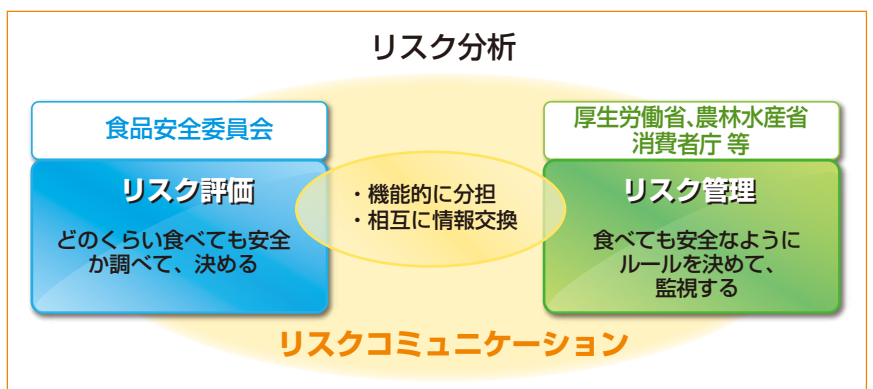 リスク分析
食品安全委員会
リスク評価
どのくらい食べても安全
か調べて、決める
・機能的に分担
・相互に情報交換
厚生労働省、農林水産省
消費者庁 等
リスク管理
食べても安全なように
ルールを決めて、
監視する
リスクコミュニケーション